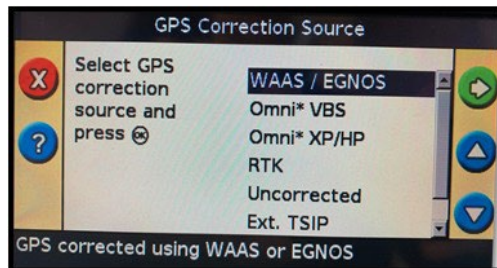 GPS Correction Source
Select GPS
correction
source and
press OK
WAAS / EGNOS
Omni* VBS
Omni* XP/HP
RTK
Uncorrected
Ext. TSIP
X
?
GPS corrected using WAAS or EGNOS